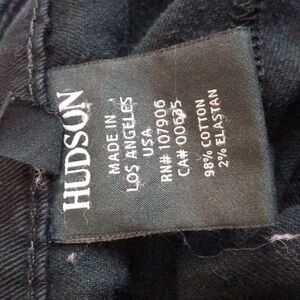 HUDSON
MADE IN
LOS ANGELES
USA
RN# 107906
CA# 00635
98% COTTON
2% ELASTAN